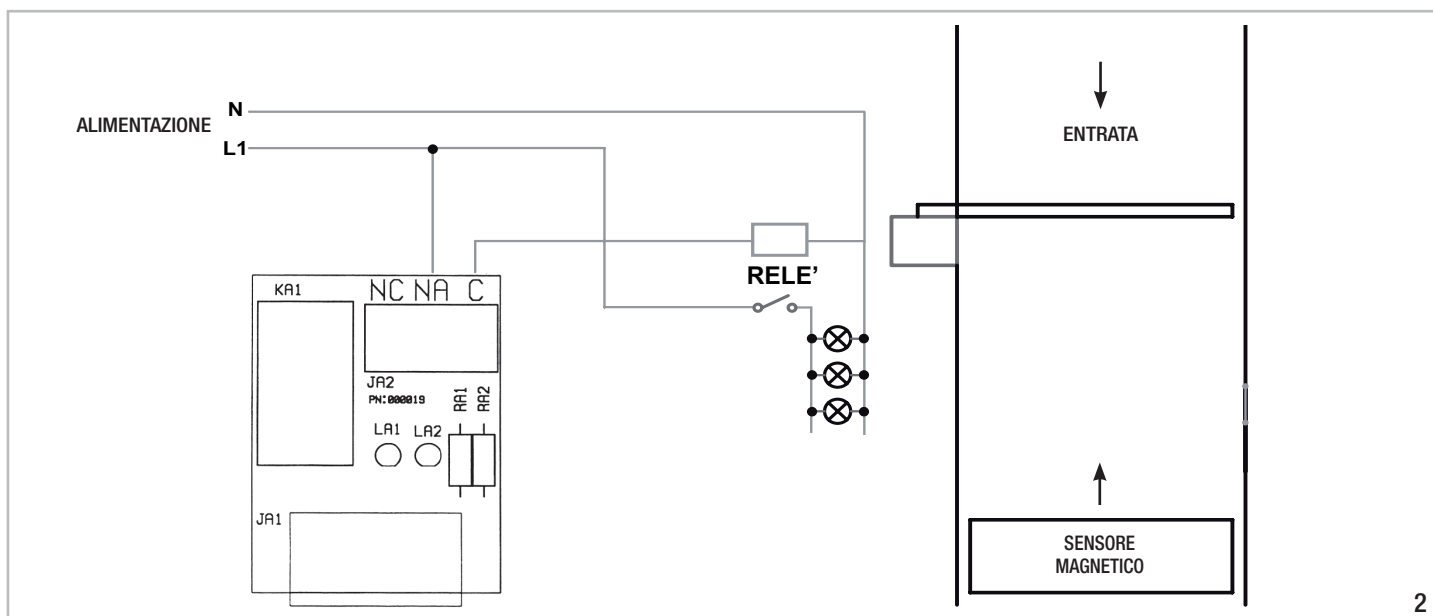 ALIMENTAZIONE
N
L1
KA1
NC NA C
JA2
PN:000019
RA1
RA2
LA1 LA2
JA1
RELE’
ENTRATA
SENSORE
MAGNETICO
2